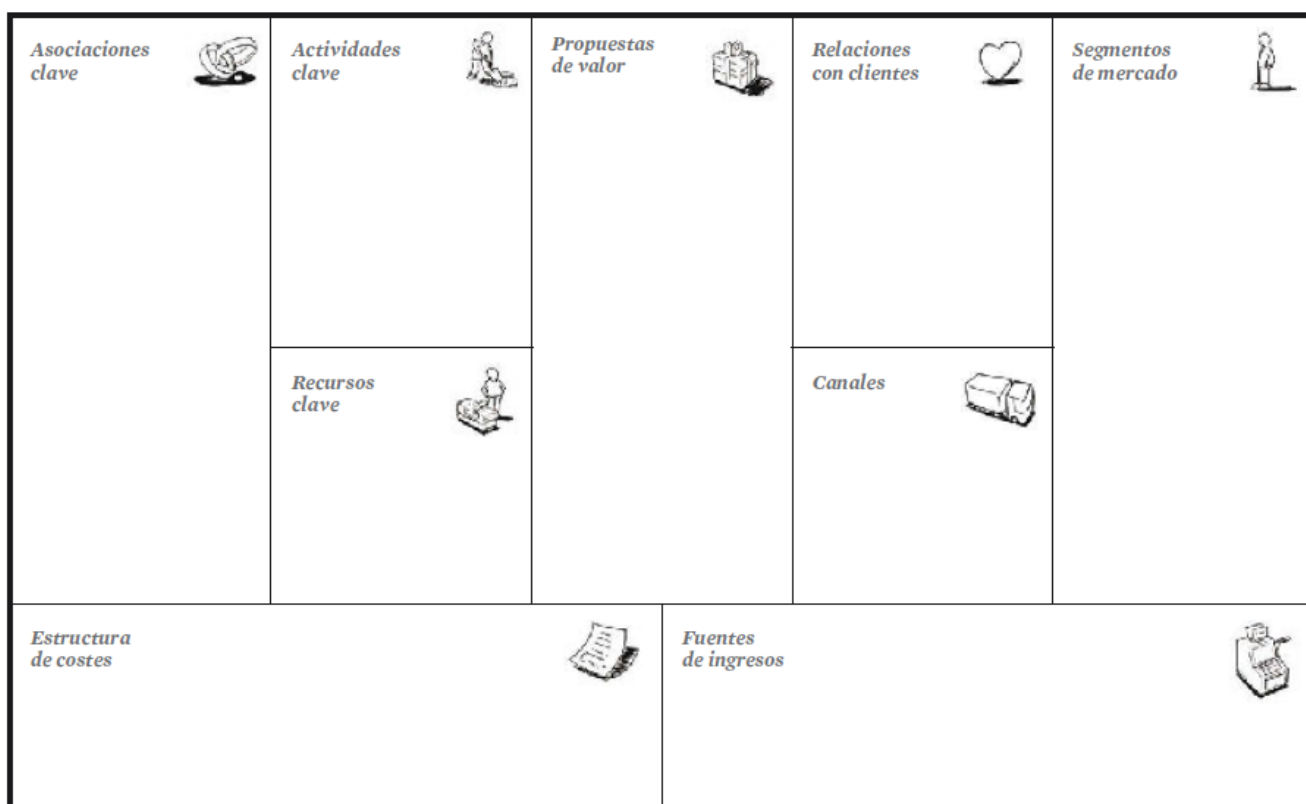 Asociaciones
clave
Actividades
clave
Propuestas
de valor
Relaciones
con clientes
Segmentos
de mercado
Recursos
clave
Canales
Estructura
de costes
Fuentes
de ingresos